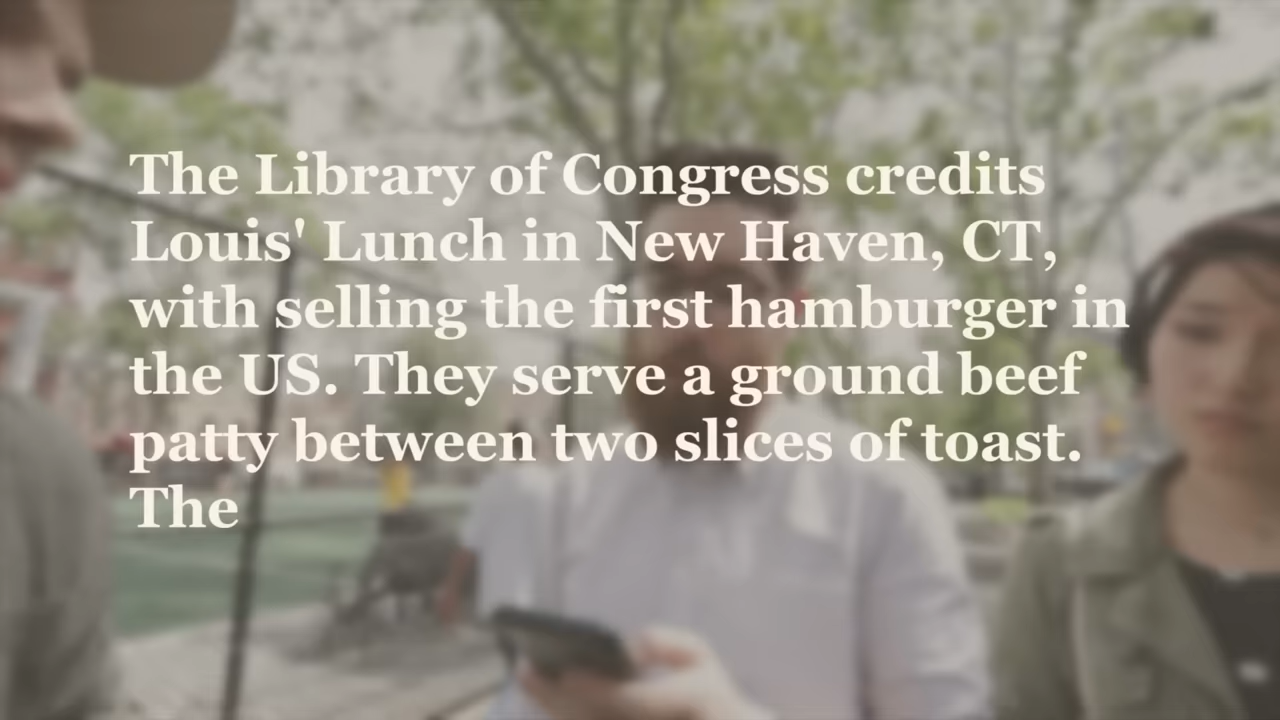 The Library of Congress credits
Louis' Lunch in New Haven, CT,
with selling the first hamburger in
the US. They serve a ground beef
patty between two slices of toast.
The